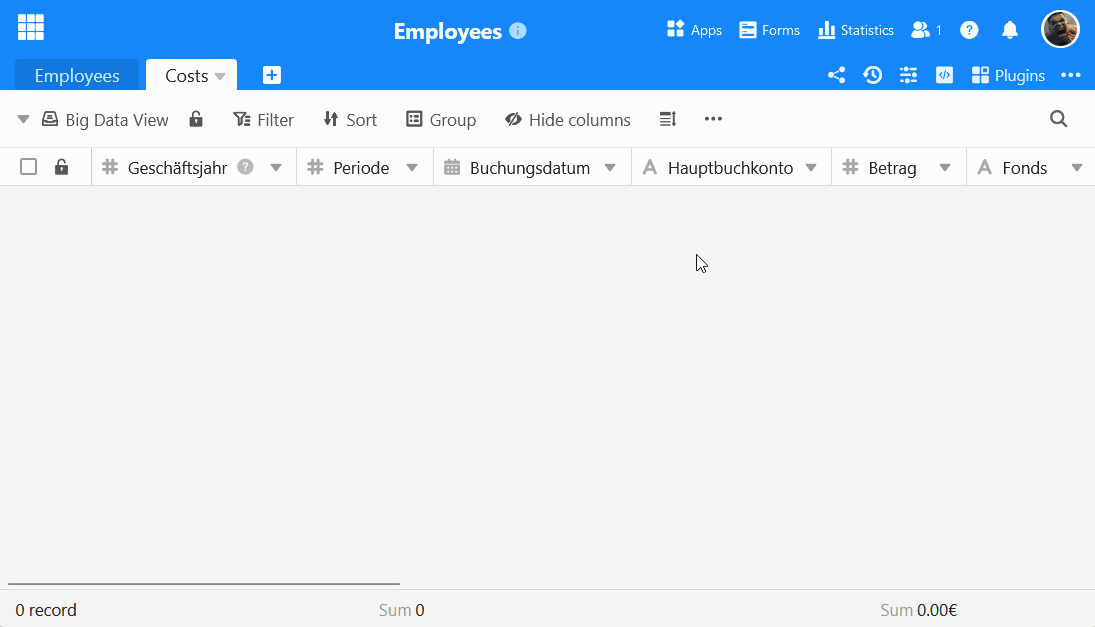 Employees
Apps Forms Statistics 1
Employees Costs
Plugins
Big Data View Filter Sort Group Hide columns
Geschäftsjahr Periode Buchungsdatum Hauptbuchkonto Betrag Fonds
0 record Sum 0 Sum 0.00€